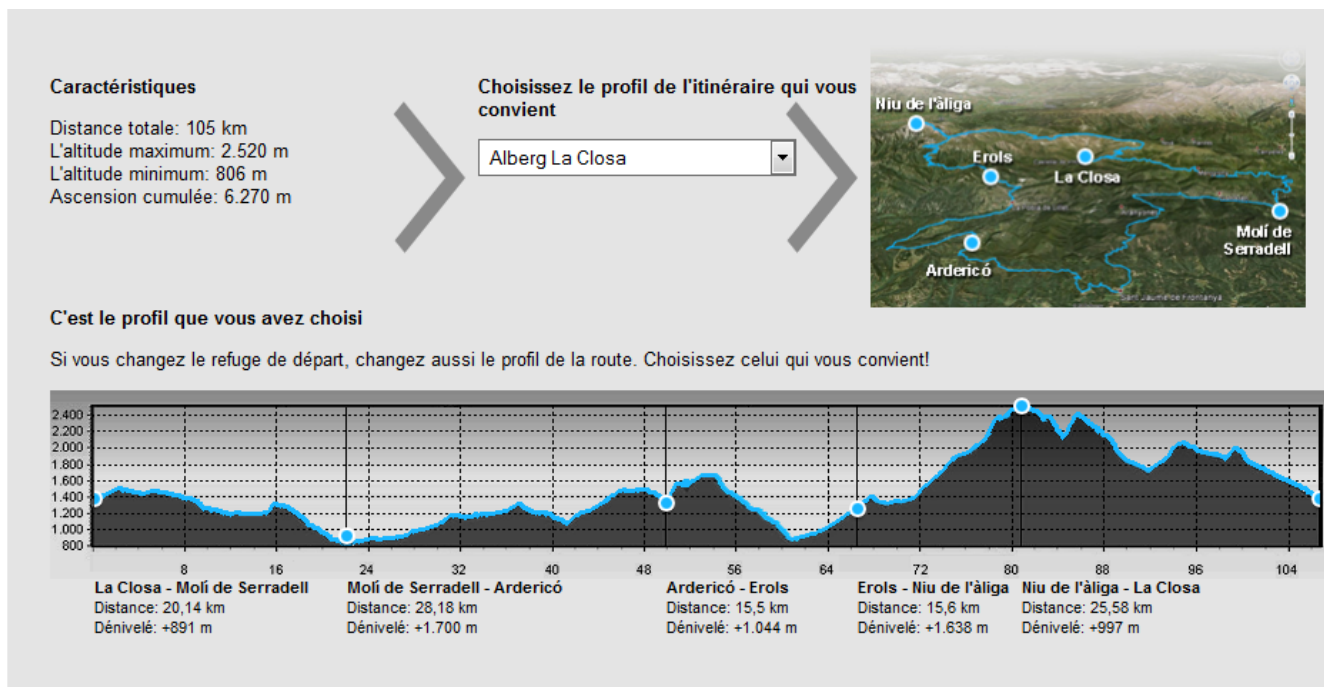 Caractéristiques
Distance totale: 105 km
L'altitude maximum: 2.520 m
L'altitude minimum: 806 m
Ascension cumulée: 6.270 m
Choisissez le profil de l'itinéraire qui vous
convient
Alberg La Closa
Niu de l'àliga
Erols
La Closa
Molí de
Serradell
Ardericó
Sant Jaume de Frontanya
C'est le profil que vous avez choisi
Si vous changez le refuge de départ, changez aussi le profil de la route. Choisissez celui qui vous convient!
2.400
2.200
2.000
1.800
1.600
1.400
1.200
1.000
800
8 16 24 32 40 48 56 64 72 80 88 96 104
La Closa - Molí de Serradell
Distance: 20,14 km
Dénivelé: +891 m
Molí de Serradell - Ardericó
Distance: 28,18 km
Dénivelé: +1.700 m
Ardericó - Erols
Distance: 15,5 km
Dénivelé: +1.044 m
Erols - Niu de l'àliga
Distance: 15,6 km
Dénivelé: +1.638 m
Niu de l'àliga - La Closa
Distance: 25,58 km
Dénivelé: +997 m